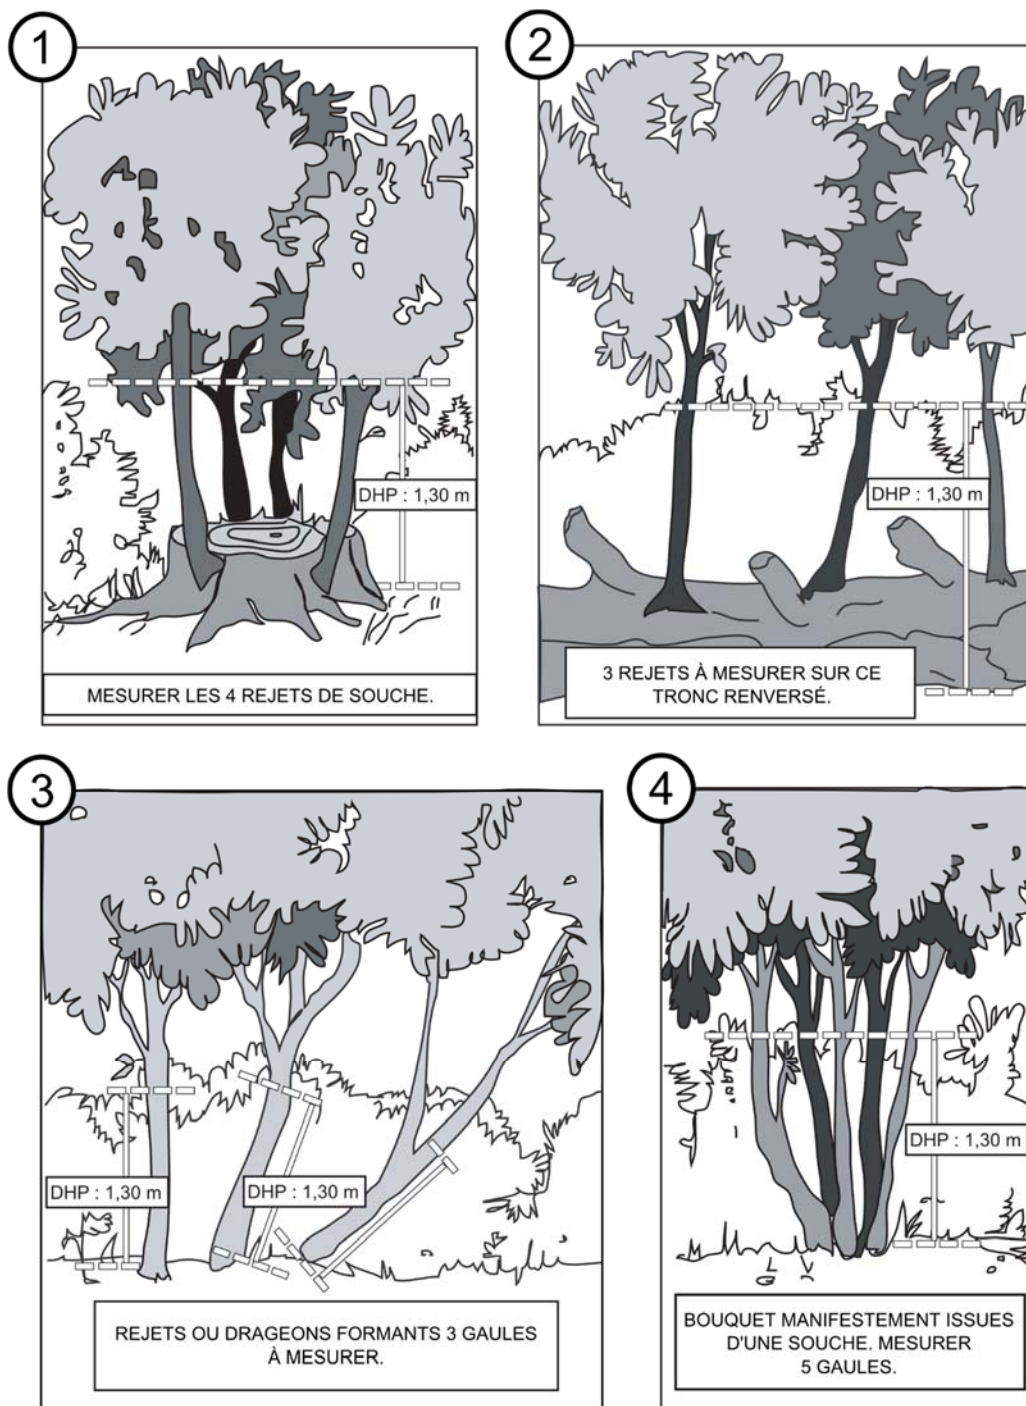 1
2
DHP : 1,30 m
MESURER LES 4 REJETS DE SOUCHE.
DHP : 1,30 m
3 REJETS À MESURER SUR CE
TRONC RENVERSÉ.
3
4
DHP : 1,30 m
DHP : 1,30 m
REJETS OU DRAGEONS FORMANTS 3 GAULES
À MESURER.
DHP : 1,30 m
BOUQUET MANIFESTEMENT ISSUES
D'UNE SOUCHE. MESURER
5 GAULES.